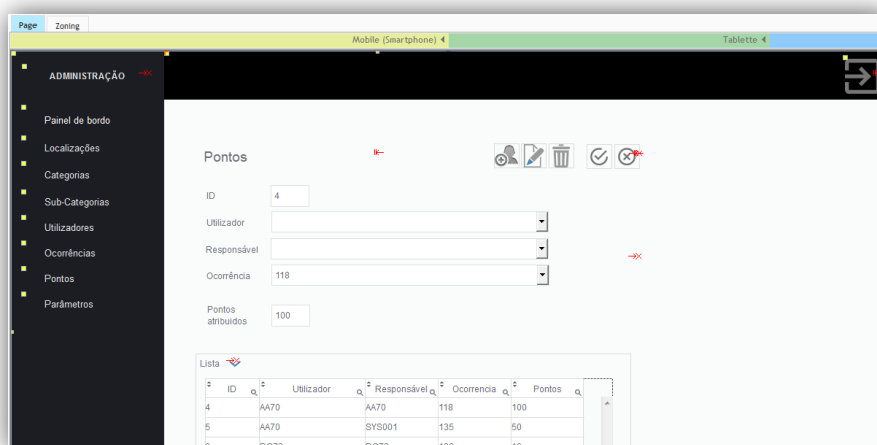 Page Zoning
Mobile (Smartphone) Tablette
ADMINISTRAÇÃO
Painel de bordo
Localizações
Categorias
Sub-Categorias
Utilizadores
Ocorrências
Pontos
Parâmetros
Pontos
ID 4
Utilizador
Responsável
Ocorrência 118
Pontos
atribuidos 100
Lista
ID Utilizador Responsável Ocorrencia Pontos
4 AA70 AA70 118 100
5 AA70 SYS001 135 50